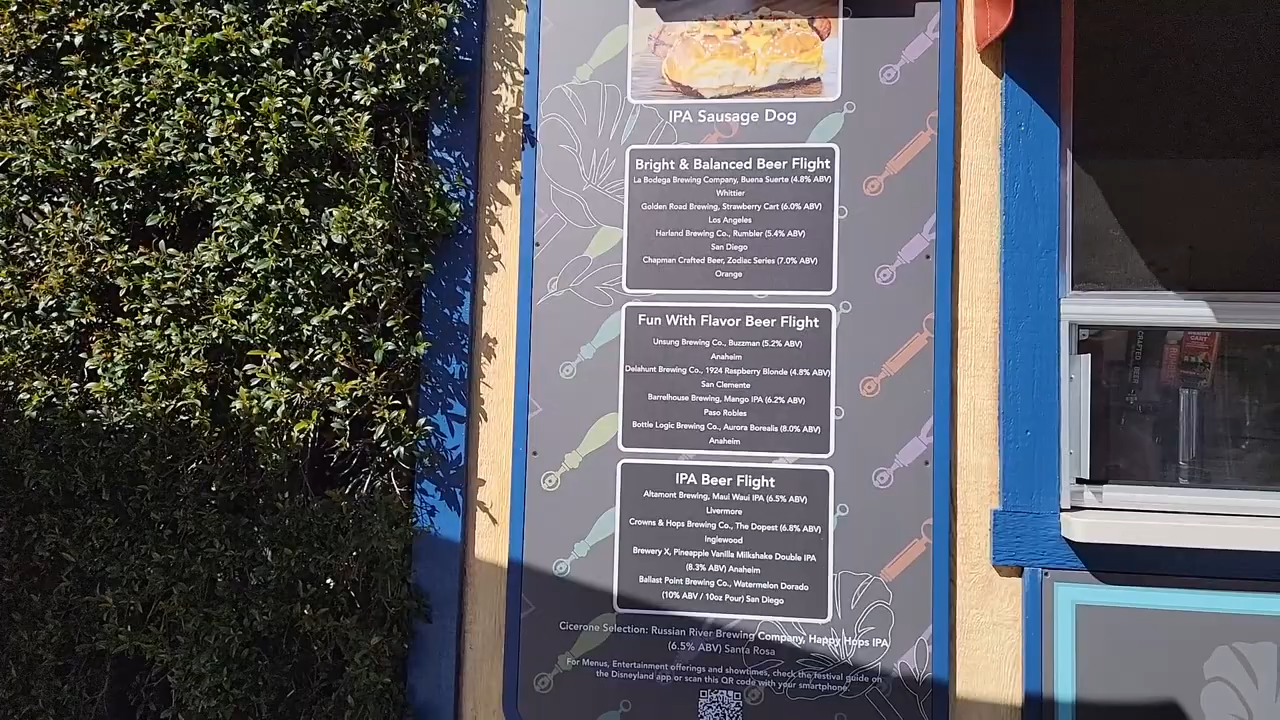 IPA Sausage Dog
Bright & Balanced Beer Flight
La Bodega Brewing Company, Buena Suerte (4.8% ABV)
Whittier
Golden Road Brewing, Strawberry Cart (6.0% ABV)
Los Angeles
Harland Brewing Co., Rumbler (5.4% ABV)
San Diego
Chapman Crafted Beer, Zodiac Series (7.0% ABV)
Orange
Fun With Flavor Beer Flight
Unsung Brewing Co., Buzzman (5.2% ABV)
Anaheim
Delahunt Brewing Co., 1924 Raspberry Blonde (4.8% ABV)
San Clemente
Barrelhouse Brewing, Mango IPA (6.2% ABV)
Paso Robles
Bottle Logic Brewing Co., Aurora Borealis (8.0% ABV)
Anaheim
IPA Beer Flight
Altamont Brewing, Maui Waui IPA (6.5% ABV)
Livermore
Crowns & Hops Brewing Co., The Dopest (6.8% ABV)
Inglewood
Brewery X, Pineapple Vanilla Milkshake Double IPA
(8.3% ABV) Anaheim
Ballast Point Brewing Co., Watermelon Dorado
(10% ABV / 10oz Pour) San Diego
Cicerone Selection: Russian River Brewing Company, Happy Hops IPA
(6.5% ABV) Santa Rosa
For Menus, Entertainment offerings and showtimes, check the festival guide on
the Disneyland app or scan this QR code with your smartphone.
CRAFTED BEER
CART